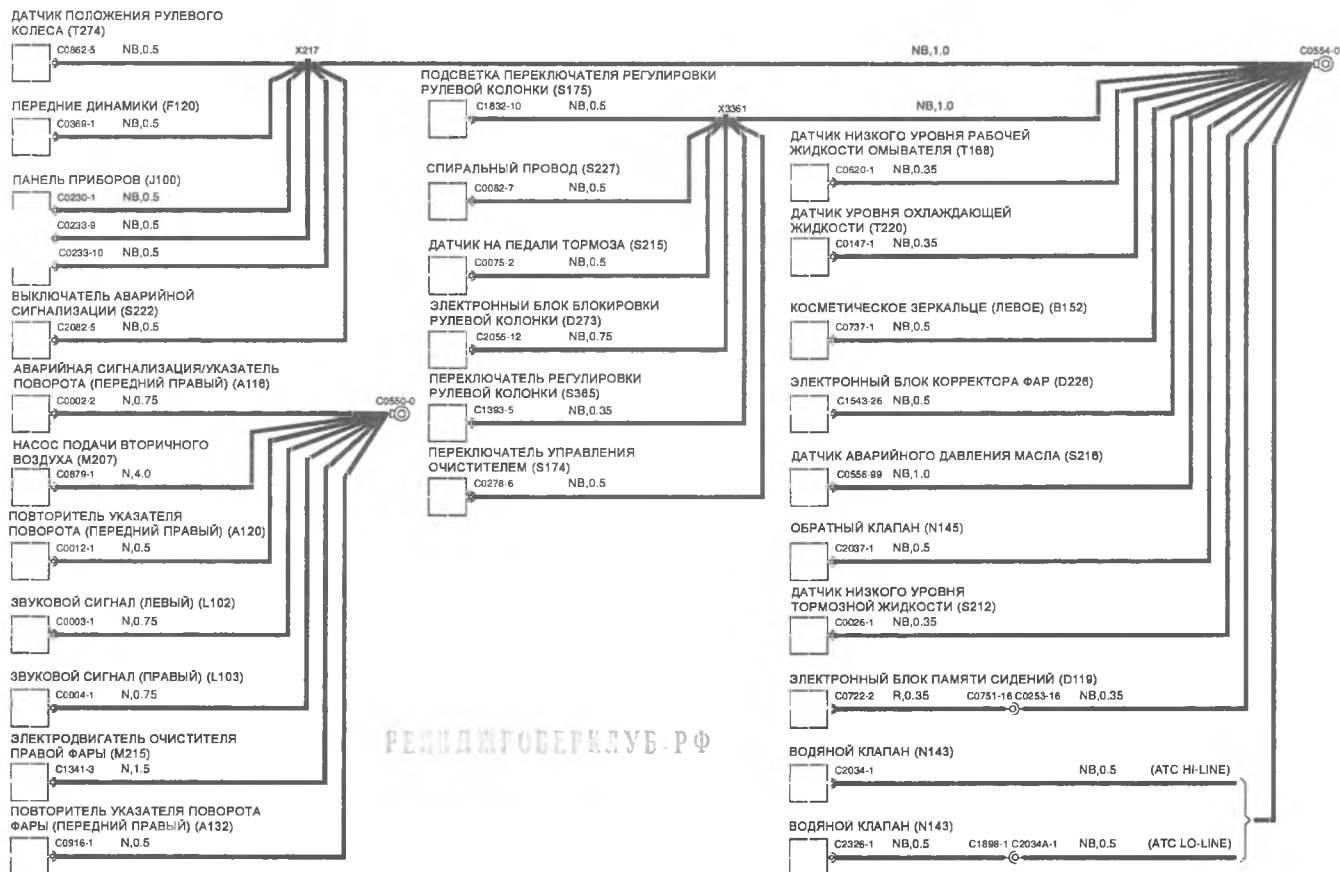 ДАТЧИК ПОЛОЖЕНИЯ РУЛЕВОГО
КОЛЕСА (T274)
C0862-5 NB,0.5
X217
NB,1.0
C0554-0
ПЕРЕДНИЕ ДИНАМИКИ (F120)
C0369-1 NB,0.5
ПАНЕЛЬ ПРИБОРОВ (J100)
C0230-1 NB,0.5
C0233-9 NB,0.5
C0233-10 NB,0.5
ВЫКЛЮЧАТЕЛЬ АВАРИЙНОЙ
СИГНАЛИЗАЦИИ (S222)
C2082-5 NB,0.5
АВАРИЙНАЯ СИГНАЛИЗАЦИЯ/УКАЗАТЕЛЬ
ПОВОРОТА (ПЕРЕДНИЙ ПРАВЫЙ) (A116)
C0002-2 N,0.75
C0550-0
НАСОС ПОДАЧИ ВТОРИЧНОГО
ВОЗДУХА (M207)
C0879-1 N,4.0
ПОВТОРИТЕЛЬ УКАЗАТЕЛЯ
ПОВОРОТА (ПЕРЕДНИЙ ПРАВЫЙ) (A120)
C0012-1 N,0.5
ЗВУКОВОЙ СИГНАЛ (ЛЕВЫЙ) (L102)
C0003-1 N,0.75
ЗВУКОВОЙ СИГНАЛ (ПРАВЫЙ) (L103)
C0004-1 N,0.75
ЭЛЕКТРОДВИГАТЕЛЬ ОЧИСТИТЕЛЯ
ПРАВОЙ ФАРЫ (M215)
C1341-3 N,1.5
ПОВТОРИТЕЛЬ УКАЗАТЕЛЯ ПОВОРОТА
ФАРЫ (ПЕРЕДНИЙ ПРАВЫЙ) (A132)
C0916-1 N,0.5
ПОДСВЕТКА ПЕРЕКЛЮЧАТЕЛЯ РЕГУЛИРОВКИ
РУЛЕВОЙ КОЛОНКИ (S175)
C1832-10 NB,0.5
X3361
NB,1.0
СПИРАЛЬНЫЙ ПРОВОД (S227)
C0082-7 NB,0.5
ДАТЧИК НА ПЕДАЛИ ТОРМОЗА (S215)
C0075-2 NB,0.5
ЭЛЕКТРОННЫЙ БЛОК БЛОКИРОВКИ
РУЛЕВОЙ КОЛОНКИ (D273)
C2055-12 NB,0.75
ПЕРЕКЛЮЧАТЕЛЬ РЕГУЛИРОВКИ
РУЛЕВОЙ КОЛОНКИ (S365)
C1393-5 NB,0.35
ПЕРЕКЛЮЧАТЕЛЬ УПРАВЛЕНИЯ
ОЧИСТИТЕЛЕМ (S174)
C0278-6 NB,0.5
ДАТЧИК НИЗКОГО УРОВНЯ РАБОЧЕЙ
ЖИДКОСТИ ОМЫВАТЕЛЯ (T168)
C0620-1 NB,0.35
ДАТЧИК УРОВНЯ ОХЛАЖДАЮЩЕЙ
ЖИДКОСТИ (T220)
C0147-1 NB,0.35
КОСМЕТИЧЕСКОЕ ЗЕРКАЛЬЦЕ (ЛЕВОЕ) (B152)
C0737-1 NB,0.5
ЭЛЕКТРОННЫЙ БЛОК КОРРЕКТОРА ФАР (D226)
C1543-26 NB,0.5
ДАТЧИК АВАРИЙНОГО ДАВЛЕНИЯ МАСЛА (S216)
C0556-99 NB,1.0
ОБРАТНЫЙ КЛАПАН (N145)
C2037-1 NB,0.5
ДАТЧИК НИЗКОГО УРОВНЯ
ТОРМОЗНОЙ ЖИДКОСТИ (S212)
C0026-1 NB,0.35
ЭЛЕКТРОННЫЙ БЛОК ПАМЯТИ СИДЕНИЙ (D119)
C0722-2 R,0.35 C0751-16 C0253-16 NB,0.35
ВОДЯНОЙ КЛАПАН (N143)
C2034-1 NB,0.5 (ATC HI-LINE)
ВОДЯНОЙ КЛАПАН (N143)
C2326-1 NB,0.5 C1898-1 C2034A-1 NB,0.5 (ATC LO-LINE)
РЕНДЖРОВЕРКЛУБ.РФ